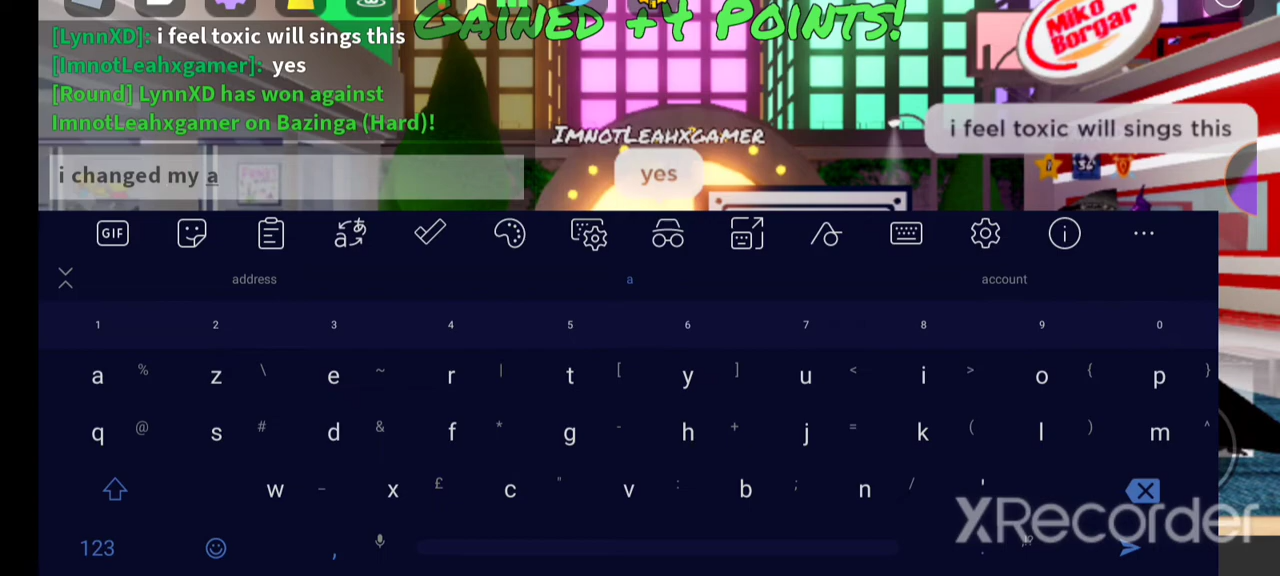 GAINED +4 POINTS!
[LynnXD]: i feel toxic will sings this
[ImnotLeahxgamer]: yes
[Round] LynnXD has won against
ImnotLeahxgamer on Bazinga (Hard)!
Miko
Borgar
i feel toxic will sings this
IMNOTLEAHXGAMER
yes
i changed my a
36
GIF
address a account
1 2 3 4 5 6 7 8 9 0
a % z \ e ~ r | t [ y ] u < i > o { p }
q @ s # d & f * g - h + j = k ( l ) m ^
w _ x £ c " v : b ; n / '
XRecorder
123 , . !?